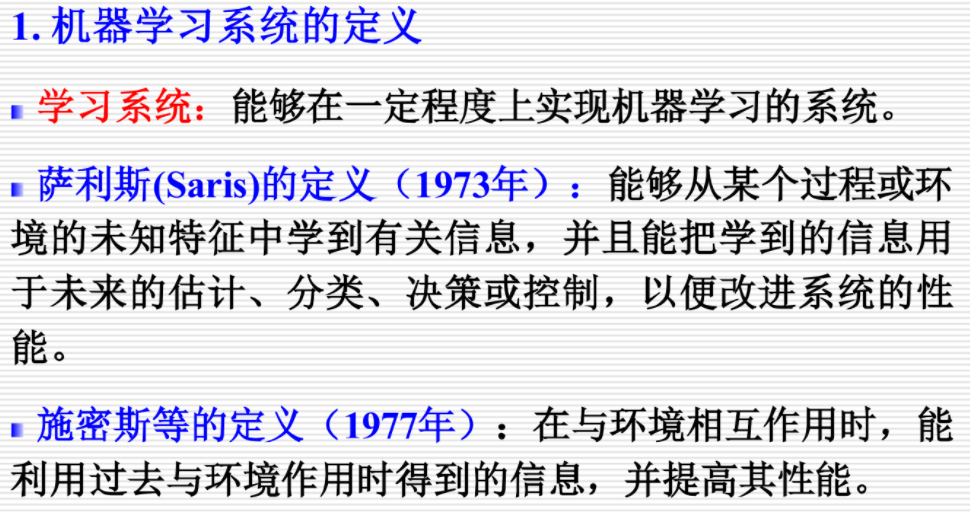 1. 机器学习系统的定义
学习系统：能够在一定程度上实现机器学习的系统。
萨利斯(Saris)的定义（1973年）：能够从某个过程或环
境的未知特征中学到有关信息，并且能把学到的信息用
于未来的估计、分类、决策或控制，以便改进系统的性
能。
施密斯等的定义（1977年）：在与环境相互作用时，能
利用过去与环境作用时得到的信息，并提高其性能。